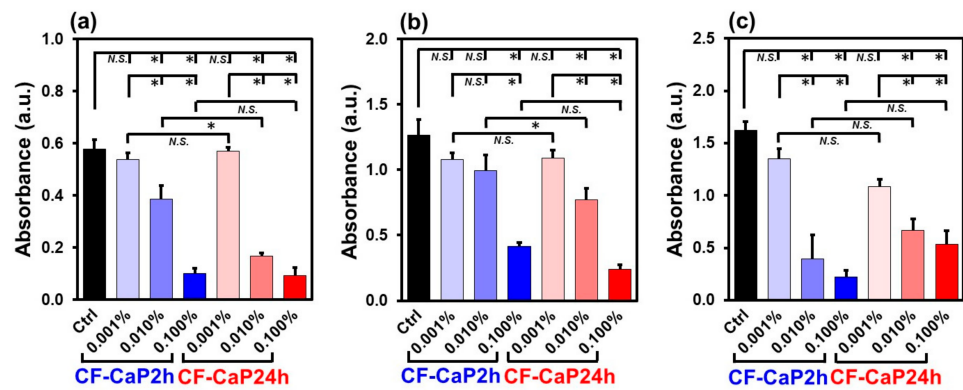 (a)
Absorbance (a.u.)
1.0
0.8
0.6
0.4
0.2
0.0
N.S. * * N.S. * *
* * * *
N.S.
*
N.S.
Ctrl
0.001%
0.010%
0.100%
0.001%
0.010%
0.100%
CF-CaP2h CF-CaP24h
(b)
Absorbance (a.u.)
2.0
1.5
1.0
0.5
0.0
N.S. N.S. * N.S. * *
N.S. * * *
N.S.
*
N.S.
Ctrl
0.001%
0.010%
0.100%
0.001%
0.010%
0.100%
CF-CaP2h CF-CaP24h
(c)
Absorbance (a.u.)
2.5
2.0
1.5
1.0
0.5
0.0
N.S. * * N.S. * *
* * * *
N.S.
N.S.
N.S.
Ctrl
0.001%
0.010%
0.100%
0.001%
0.010%
0.100%
CF-CaP2h CF-CaP24h